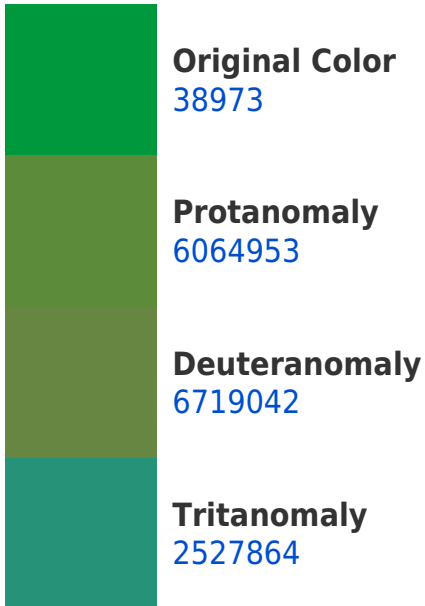 Original Color
38973
Protanomaly
6064953
Deuteranomaly
6719042
Tritanomaly
2527864